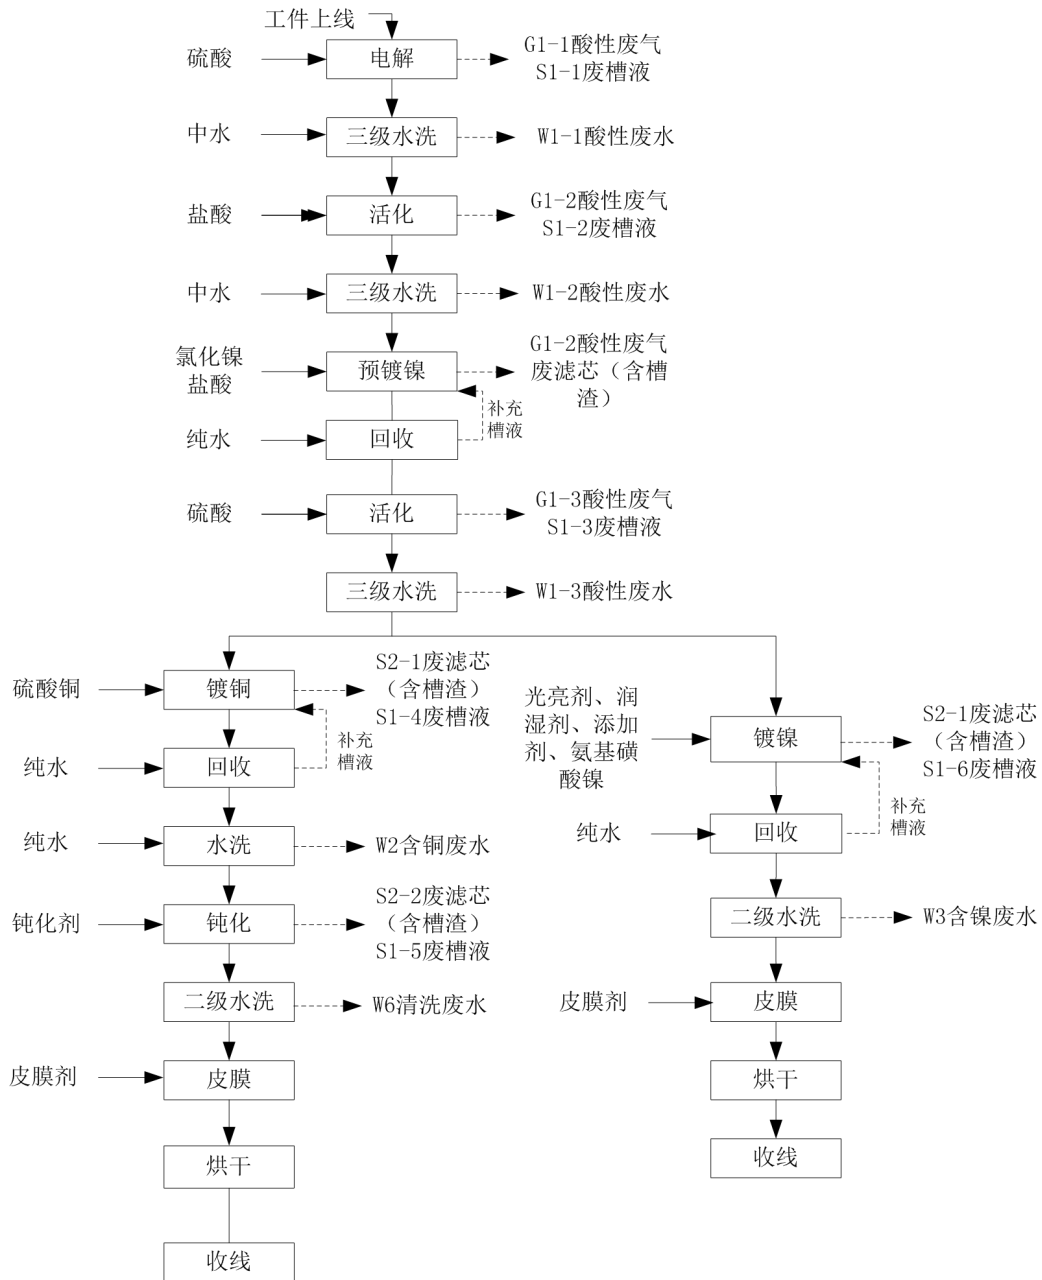 工件上线
硫酸
电解
G1-1酸性废气
S1-1废槽液
中水
三级水洗
W1-1酸性废水
盐酸
活化
G1-2酸性废气
S1-2废槽液
中水
三级水洗
W1-2酸性废水
氯化镍
盐酸
预镀镍
G1-2酸性废气
废滤芯（含槽
渣）
补充
槽液
纯水
回收
硫酸
活化
G1-3酸性废气
S1-3废槽液
三级水洗
W1-3酸性废水
硫酸铜
镀铜
S2-1废滤芯
（含槽渣）
S1-4废槽液
补充
槽液
纯水
回收
纯水
水洗
W2含铜废水
钝化剂
钝化
S2-2废滤芯
（含槽渣）
S1-5废槽液
二级水洗
W6清洗废水
皮膜剂
皮膜
烘干
收线
光亮剂、润
湿剂、添加
剂、氨基磺
酸镍
镀镍
S2-1废滤芯
（含槽渣）
S1-6废槽液
补充
槽液
纯水
回收
二级水洗
W3含镍废水
皮膜剂
皮膜
烘干
收线